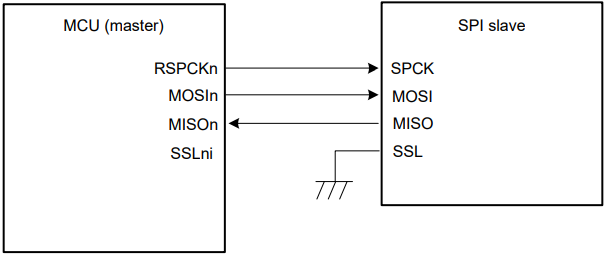 MCU (master)
SPI slave
RSPCKn
SPCK
MOSIn
MOSI
MISOn
MISO
SSLni
SSL